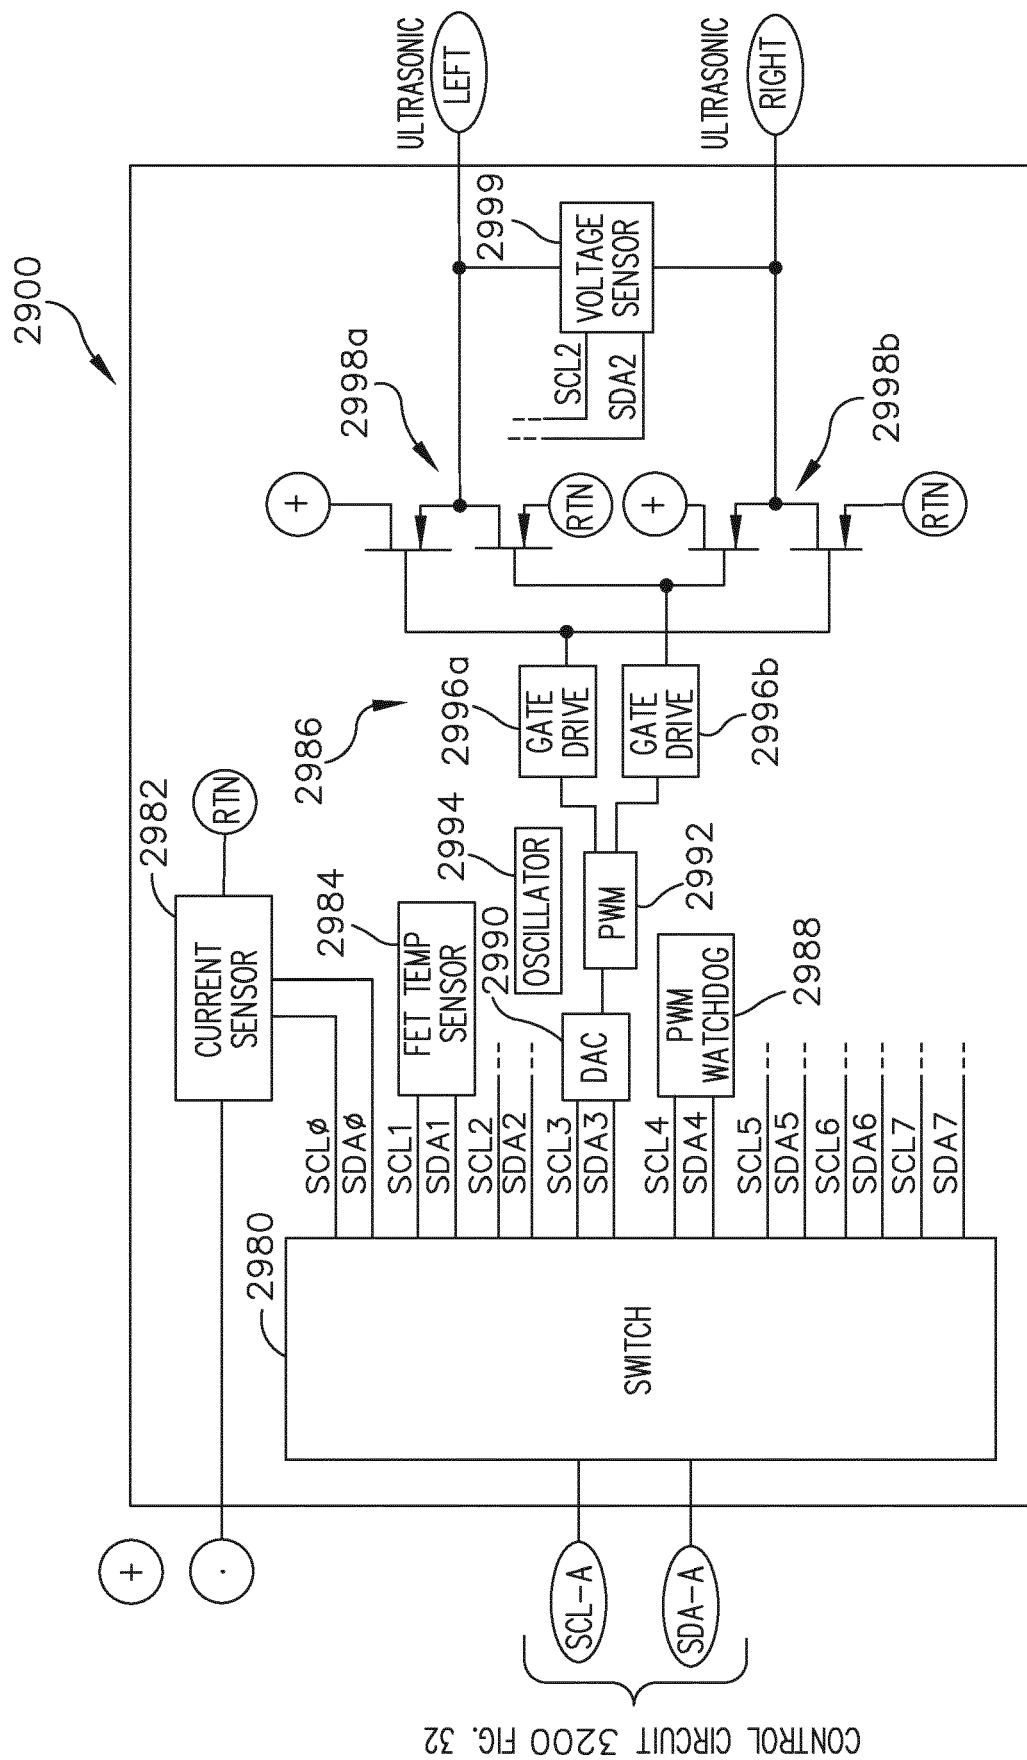 2900
2982
CURRENT
SENSOR
RTN
+
-
2980
SWITCH
SCL-A
SDA-A
CONTROL CIRCUIT 3200 FIG. 32
SCLØ
SDAØ
SCL1
SDA1
SCL2
SDA2
SCL3
SDA3
SCL4
SDA4
SCL5
SDA5
SCL6
SDA6
SCL7
SDA7
2984
FET TEMP
SENSOR
2990
DAC
2994
OSCILLATOR
PWM
2992
PWM
WATCHDOG
2988
2986
2996a
GATE
DRIVE
GATE
DRIVE
2996b
+
RTN
+
RTN
2998a
2998b
SCL2
SDA2
VOLTAGE
SENSOR
2999
ULTRASONIC
LEFT
ULTRASONIC
RIGHT